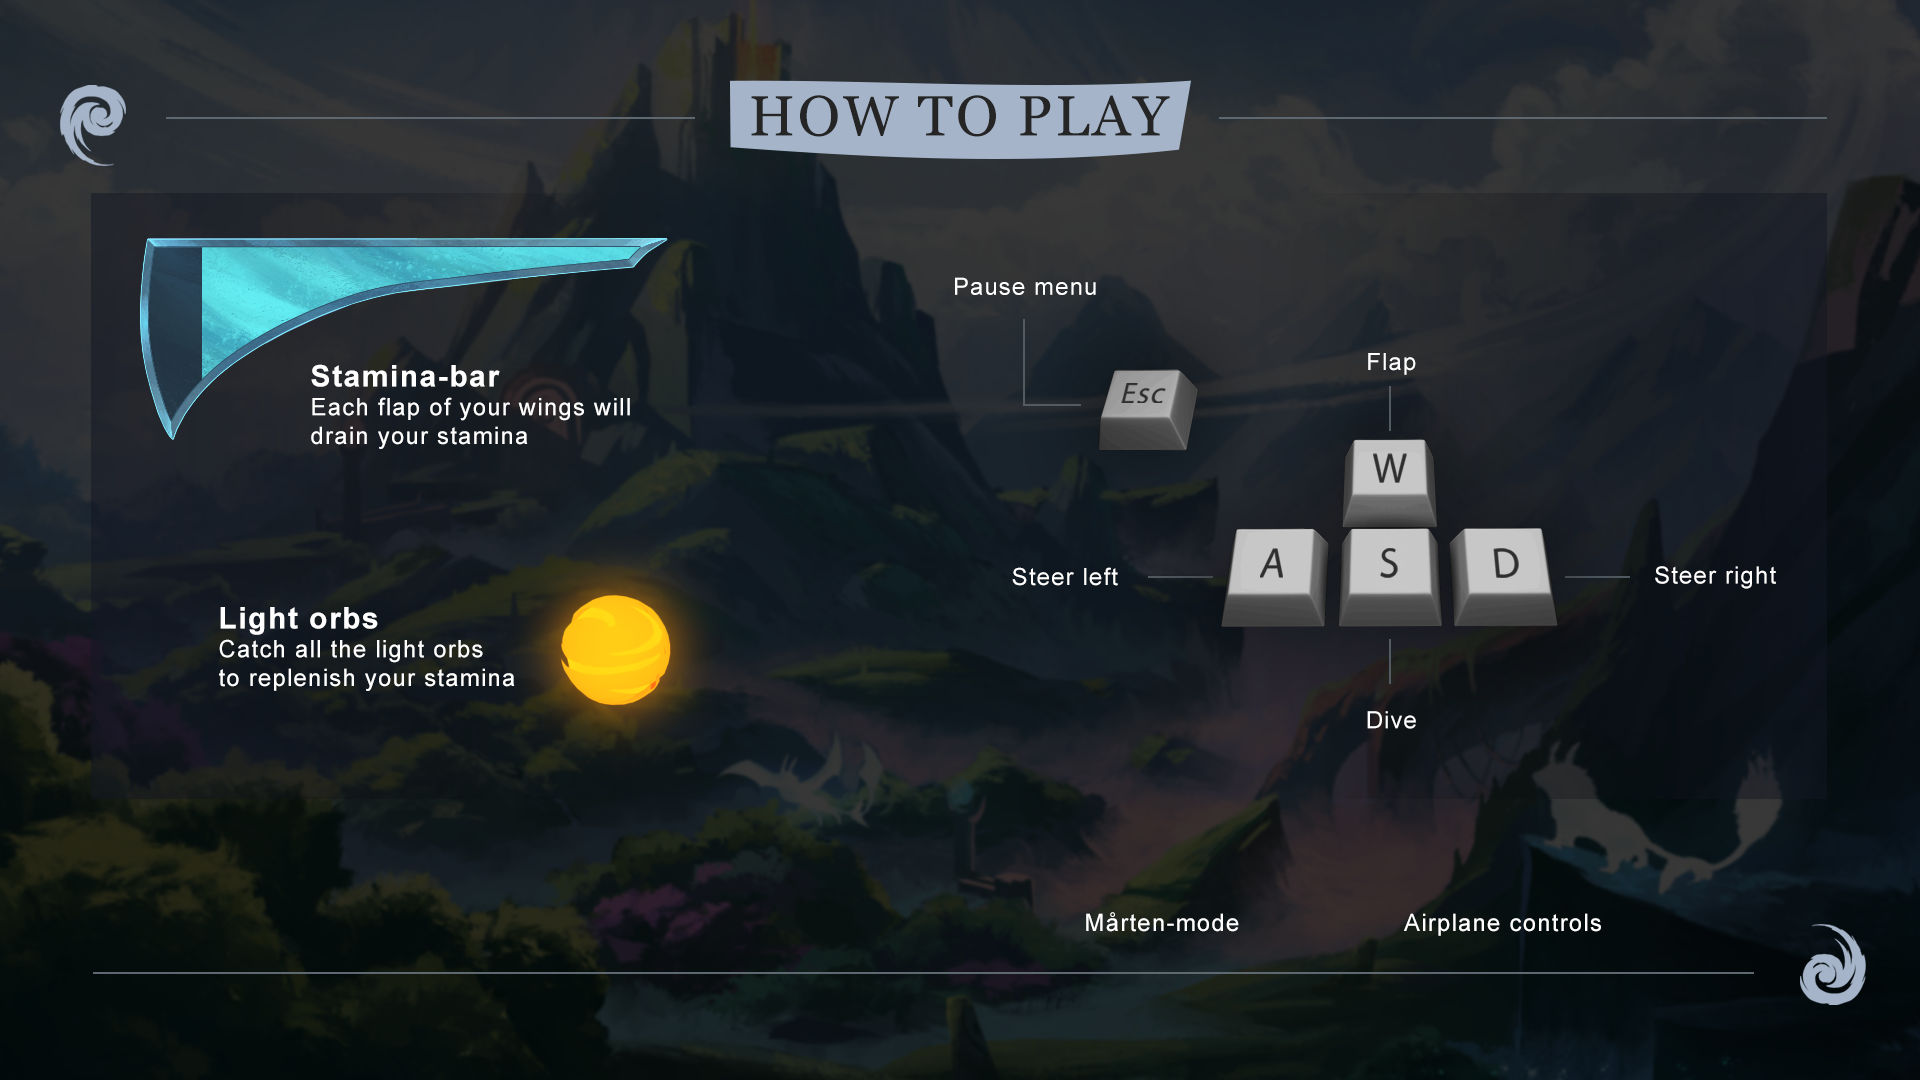 HOW TO PLAY
Stamina-bar
Each flap of your wings will
drain your stamina
Light orbs
Catch all the light orbs
to replenish your stamina
Pause menu
Esc
Flap
W
Steer left
A
S
D
Steer right
Dive
Mårten-mode
Airplane controls